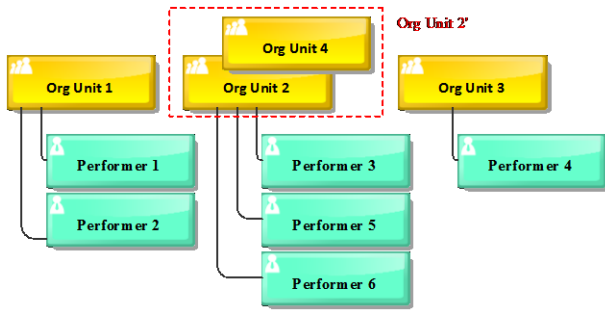 Org Unit 2'
Org Unit 4
Org Unit 1
Org Unit 2
Org Unit 3
Performer 1
Performer 3
Performer 4
Performer 2
Performer 5
Performer 6